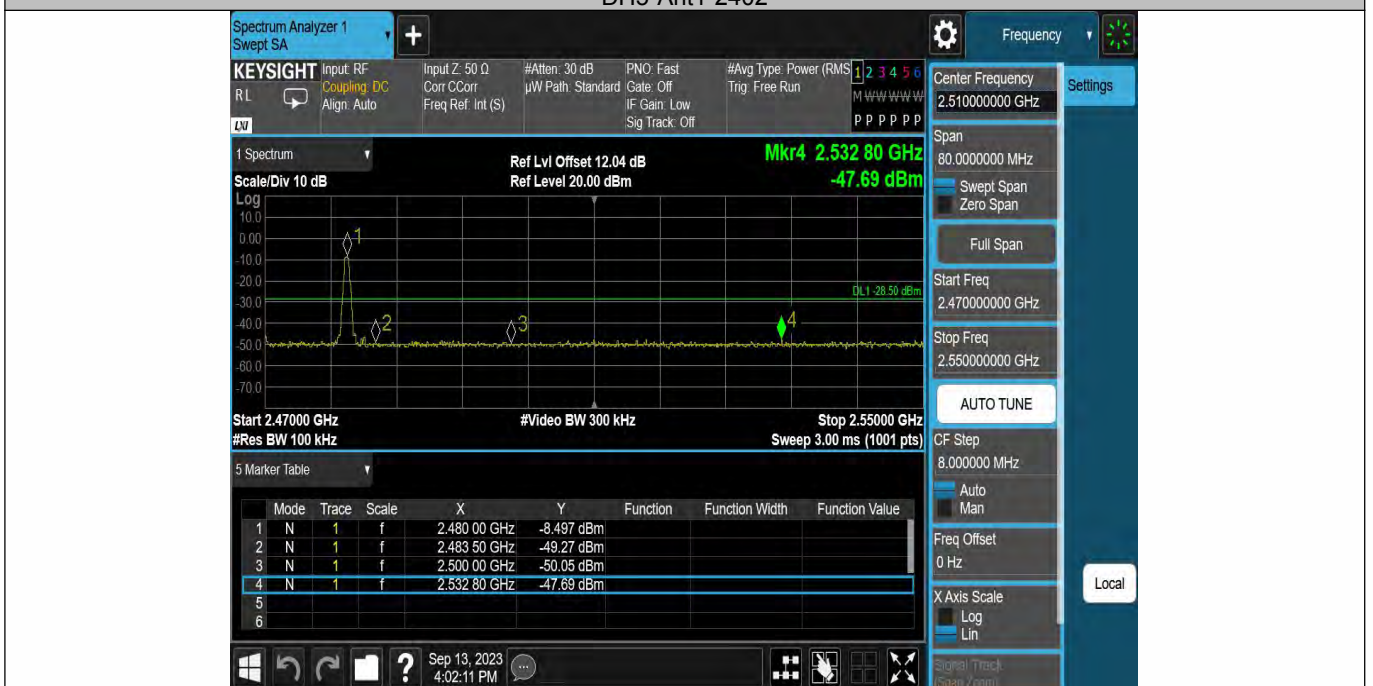 DH5-Ant1-2402
Spectrum Analyzer 1
Swept SA
+
Frequency
KEYSIGHT
RL
LXI
Input: RF
Coupling: DC
Align: Auto
Input Z: 50 Ω
Corr CCorr
Freq Ref: Int (S)
#Atten: 30 dB
µW Path: Standard
PNO: Fast
Gate: Off
IF Gain: Low
Sig Track: Off
#Avg Type: Power (RMS
Trig: Free Run
1 2 3 4 5 6
M W W W W W
P P P P P P
Center Frequency
2.510000000 GHz
Settings
Span
80.0000000 MHz
Swept Span
Zero Span
Full Span
Start Freq
2.470000000 GHz
Stop Freq
2.550000000 GHz
AUTO TUNE
CF Step
8.000000 MHz
Auto
Man
Freq Offset
0 Hz
X Axis Scale
Log
Lin
Signal Track
(Span Zoom)
Local
1 Spectrum
Scale/Div 10 dB
Ref Lvl Offset 12.04 dB
Ref Level 20.00 dBm
Mkr4 2.532 80 GHz
-47.69 dBm
Log
10.0
0.00
-10.0
-20.0
-30.0
-40.0
-50.0
-60.0
-70.0
1
2
3
4
DL1 -28.50 dBm
Start 2.47000 GHz
#Res BW 100 kHz
#Video BW 300 kHz
Stop 2.55000 GHz
Sweep 3.00 ms (1001 pts)
5 Marker Table
Mode Trace Scale X Y Function Function Width Function Value
1 N 1 f 2.480 00 GHz -8.497 dBm
2 N 1 f 2.483 50 GHz -49.27 dBm
3 N 1 f 2.500 00 GHz -50.05 dBm
4 N 1 f 2.532 80 GHz -47.69 dBm
5
6
?
Sep 13, 2023
4:02:11 PM